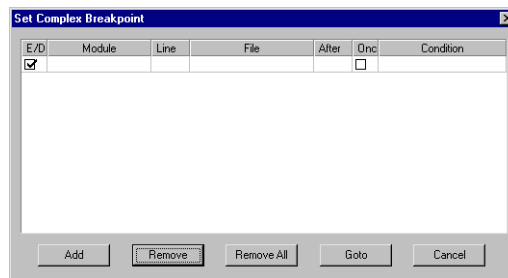 Set Complex Breakpoint
E/D Module Line File After Onc Condition
Add Remove Remove All Goto Cancel